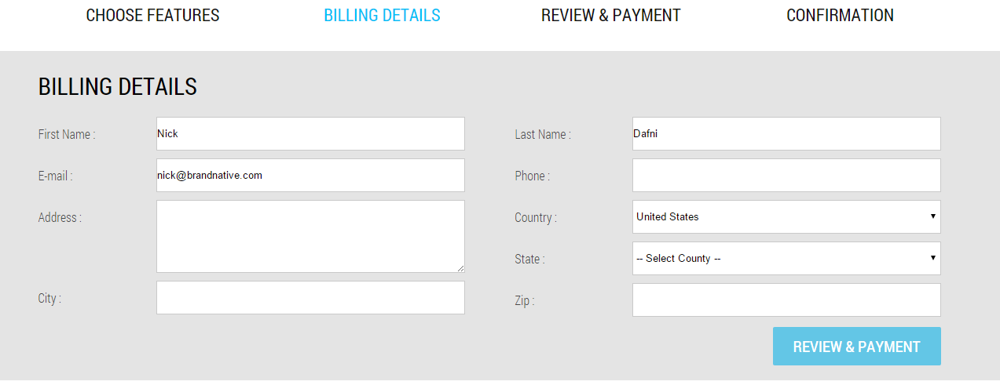 CHOOSE FEATURES BILLING DETAILS REVIEW & PAYMENT CONFIRMATION
BILLING DETAILS
First Name : Nick Last Name : Dafni
E-mail : nick@brandnative.com Phone :
Address : Country : United States
State : -- Select County --
City : Zip :
REVIEW & PAYMENT